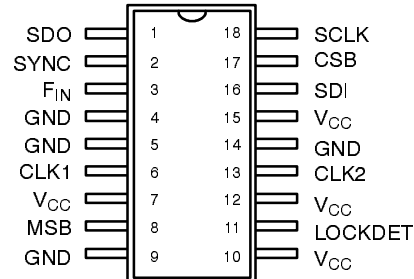 SDO 1 18 SCLK
SYNC 2 17 CSB
FIN 3 16 SDI
GND 4 15 VCC
GND 5 14 GND
CLK1 6 13 CLK2
VCC 7 12 VCC
MSB 8 11 LOCKDET
GND 9 10 VCC